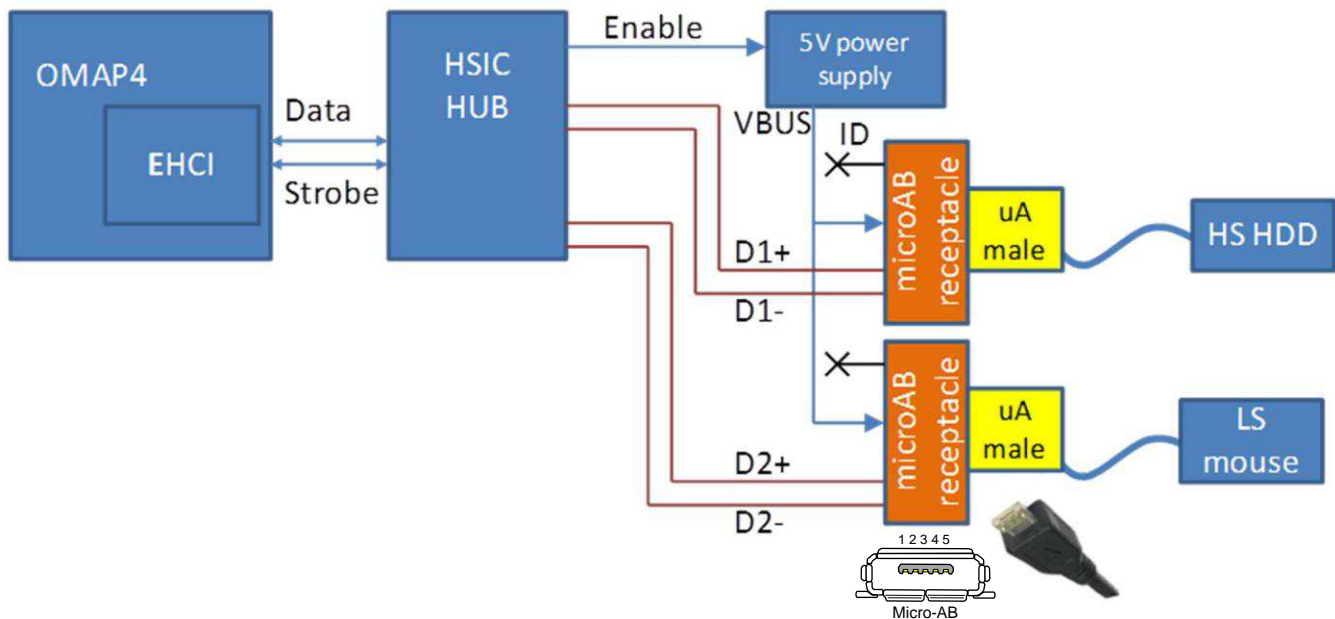 OMAP4
EHCI
Data
Strobe
HSIC
HUB
Enable
5V power
supply
VBUS
ID
microAB
receptacle
uA
male
HS HDD
D1+
D1-
microAB
receptacle
uA
male
LS
mouse
D2+
D2-
1 2 3 4 5
Micro-AB